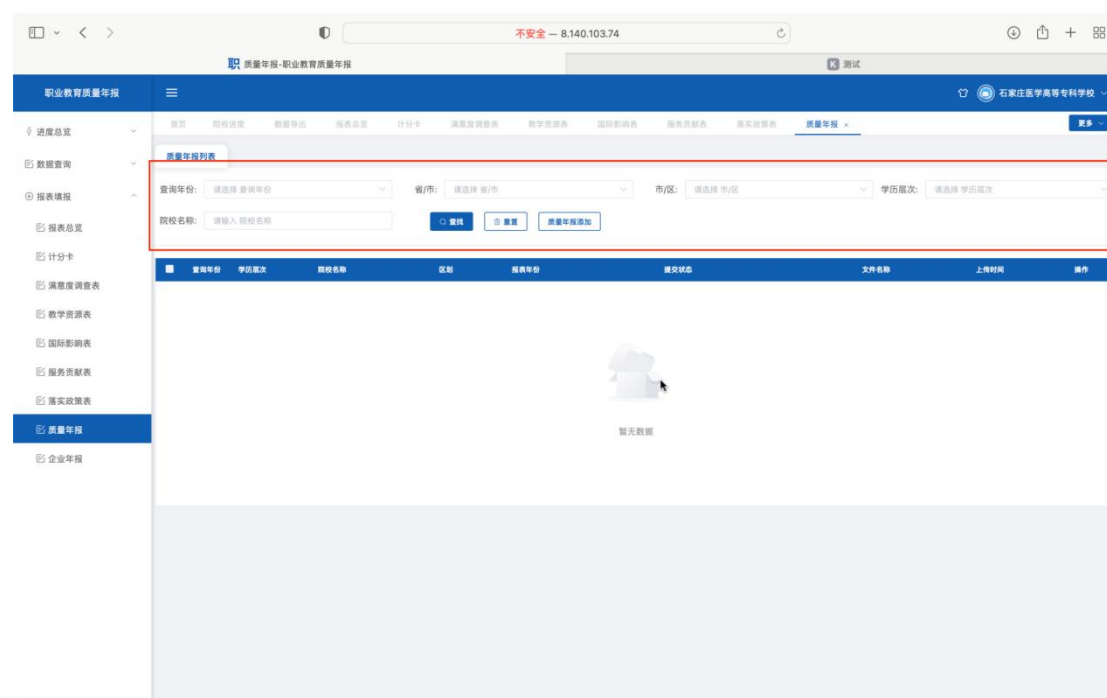 不安全 — 8.140.103.74
职 质量年报-职业教育质量年报
K 测试
职业教育质量年报
石家庄医学高等专科学校
首页 院校进度 数据导出 报表总览 计分卡 满意度调查表 教学资源表 国际影响表 服务贡献表 落实政策表 质量年报 × 更多
进度总览
数据查询
报表填报
报表总览
计分卡
满意度调查表
教学资源表
国际影响表
服务贡献表
落实政策表
质量年报
企业年报
质量年报列表
查询年份: 请选择 查询年份 省/市: 请选择 省/市 市/区: 请选择 市/区 学历层次: 请选择 学历层次
院校名称: 请输入 院校名称 查找 重置 质量年报添加
查询年份 学历层次 院校名称 区划 报表年份 提交状态 文件名称 上传时间 操作
暂无数据